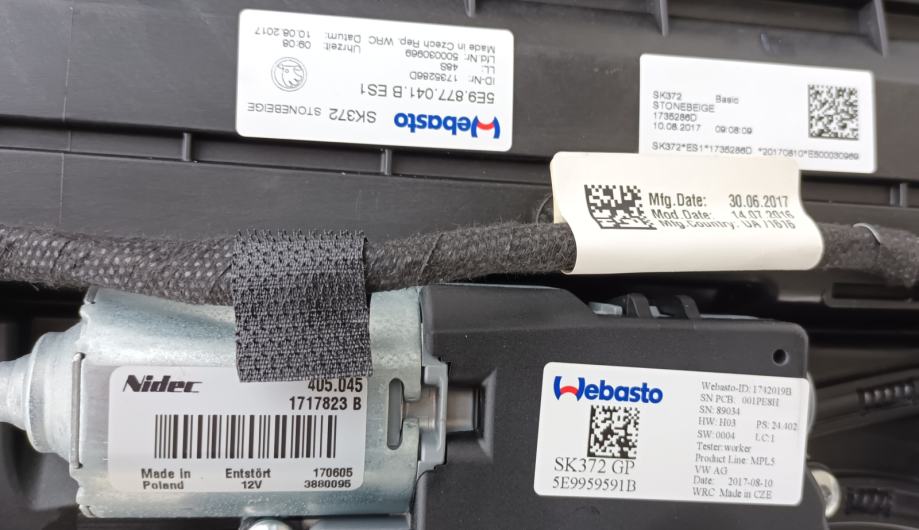 Webasto
SK372 STONEBEIGE
5E9.877.041.B ES1
ID-Nr: 1735286D
LL: 48S
Lfd Nr: 500030969
Made in Czech Rep. WRC
Uhrzeit: 09:08
Datum: 10.08.2017
SK372 Basic
STONEBEIGE
1735286D
10.08.2017 09:08:09
SK372*ES1*1735286D *20170810*E500030969
Mfg.Date: 30.06.2017
Mod.Date: 14.07.2016
Mfg.Country: UA /1616
Nidec
405.045
1717823 B
Made in Poland
Entstört 12V
170605
3880095
Webasto
SK372 GP
5E9959591B
Webasto-ID: 1742019B
SN PCB: 001PE8H
SN: 89034
HW: H03 PS: 24.402
SW: 0004 LC: 1
Tester: worker
Product Line: MPL5
VW AG
Date: 2017-08-10
WRC Made in CZE